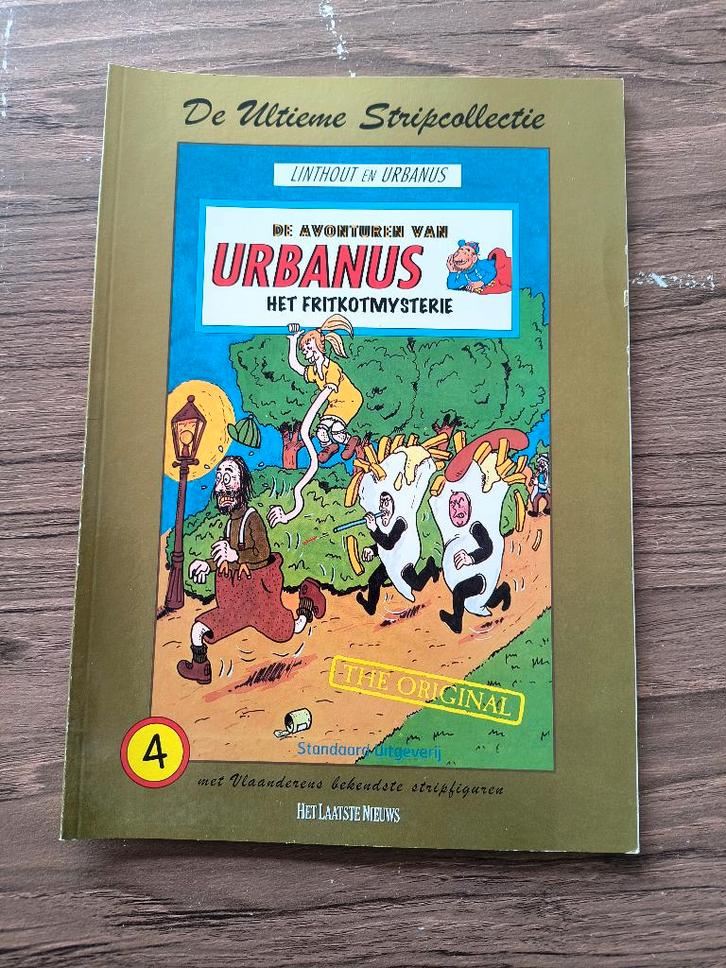 De Ultieme Stripcollectie
LINTHOUT EN URBANUS
DE AVONTUREN VAN
URBANUS
HET FRITKOTMYSTERIE
THE ORIGINAL
Standaard Uitgeverij
4
met Vlaanderens bekendste stripfiguren
HET LAATSTE NIEUWS